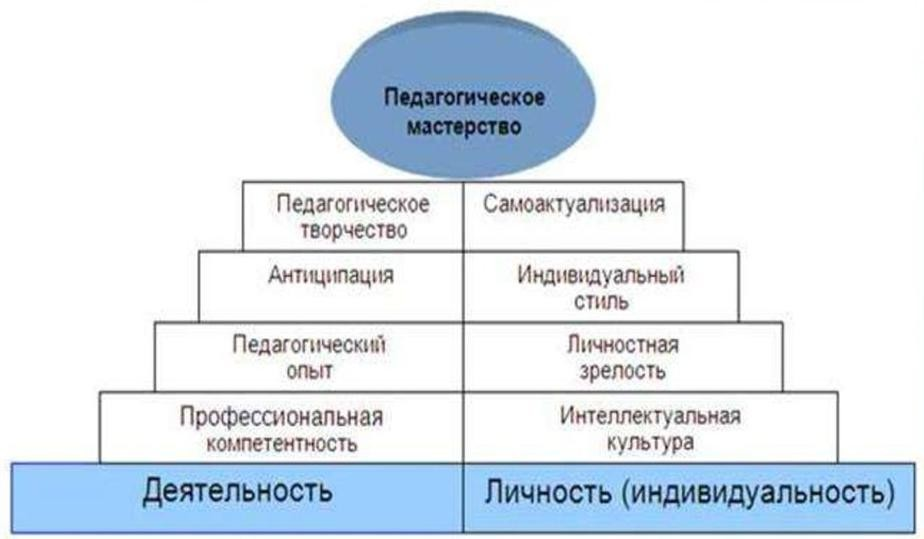 Педагогическое
мастерство
Педагогическое
творчество
Самоактуализация
Антиципация
Индивидуальный
стиль
Педагогический
опыт
Личностная
зрелость
Профессиональная
компетентность
Интеллектуальная
культура
Деятельность
Личность (индивидуальность)